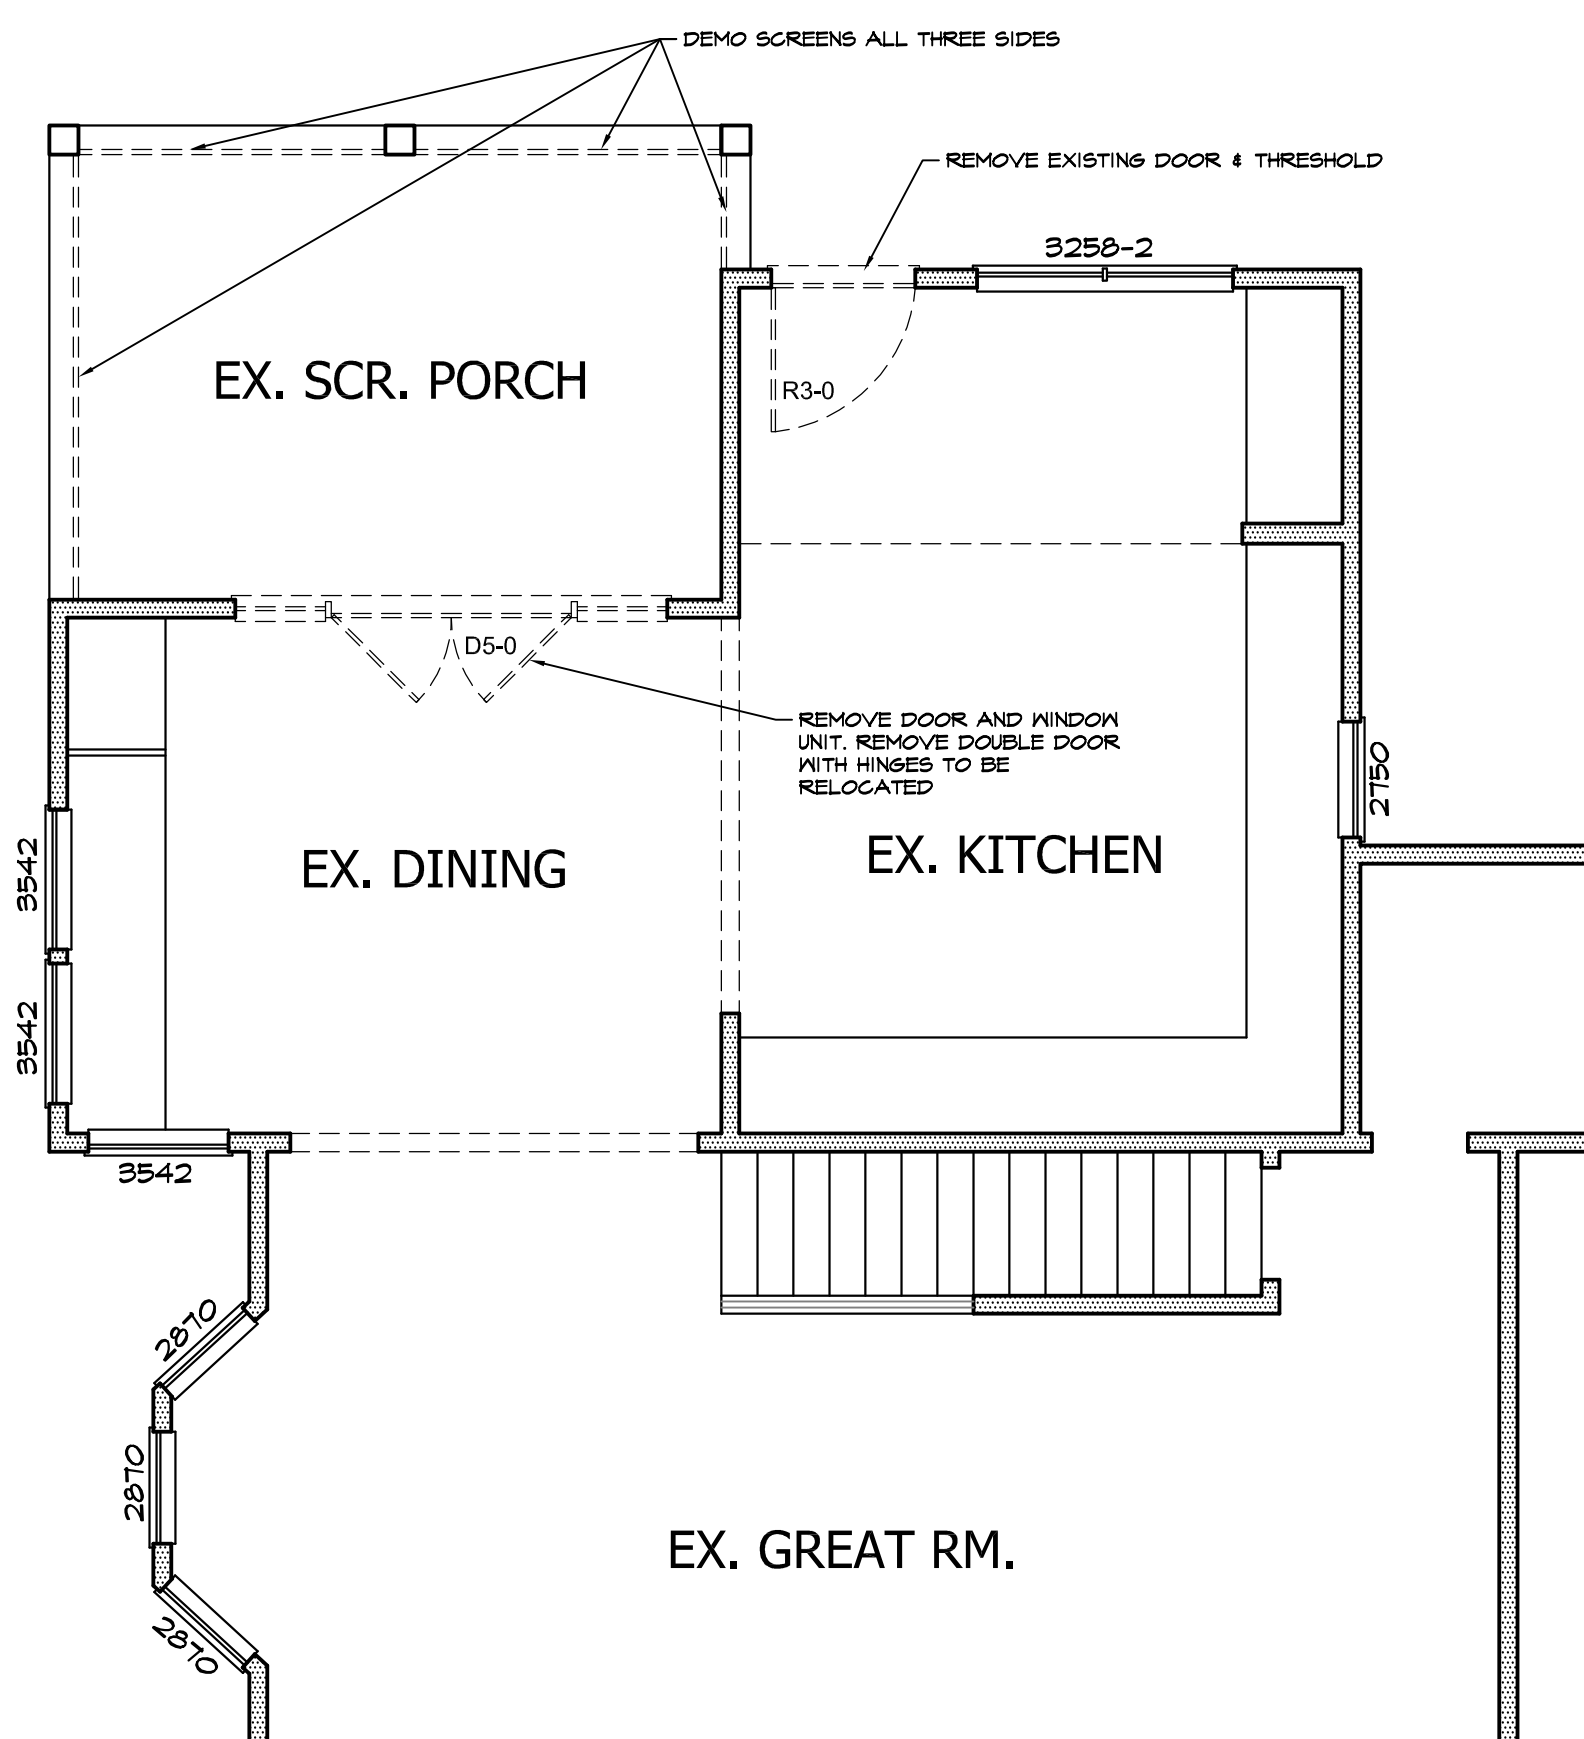 DEMO SCREENS ALL THREE SIDES
REMOVE EXISTING DOOR & THRESHOLD
3258-2
EX. SCR. PORCH
R3-0
D5-0
REMOVE DOOR AND WINDOW
UNIT. REMOVE DOUBLE DOOR
WITH HINGES TO BE
RELOCATED
2750
EX. DINING
EX. KITCHEN
3542
3542
3542
2870
2870
EX. GREAT RM.
2870